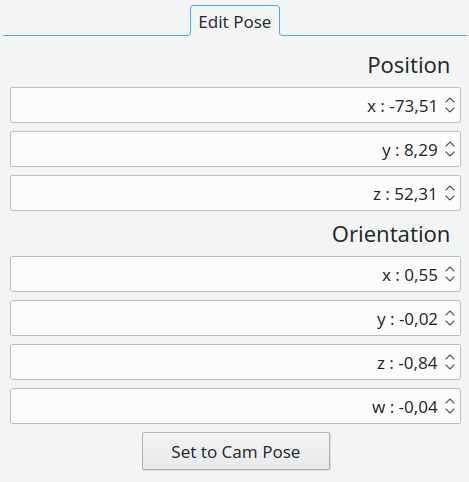 Edit Pose
Position
x : -73,51
y : 8,29
z : 52,31
Orientation
x : 0,55
y : -0,02
z : -0,84
w : -0,04
Set to Cam Pose